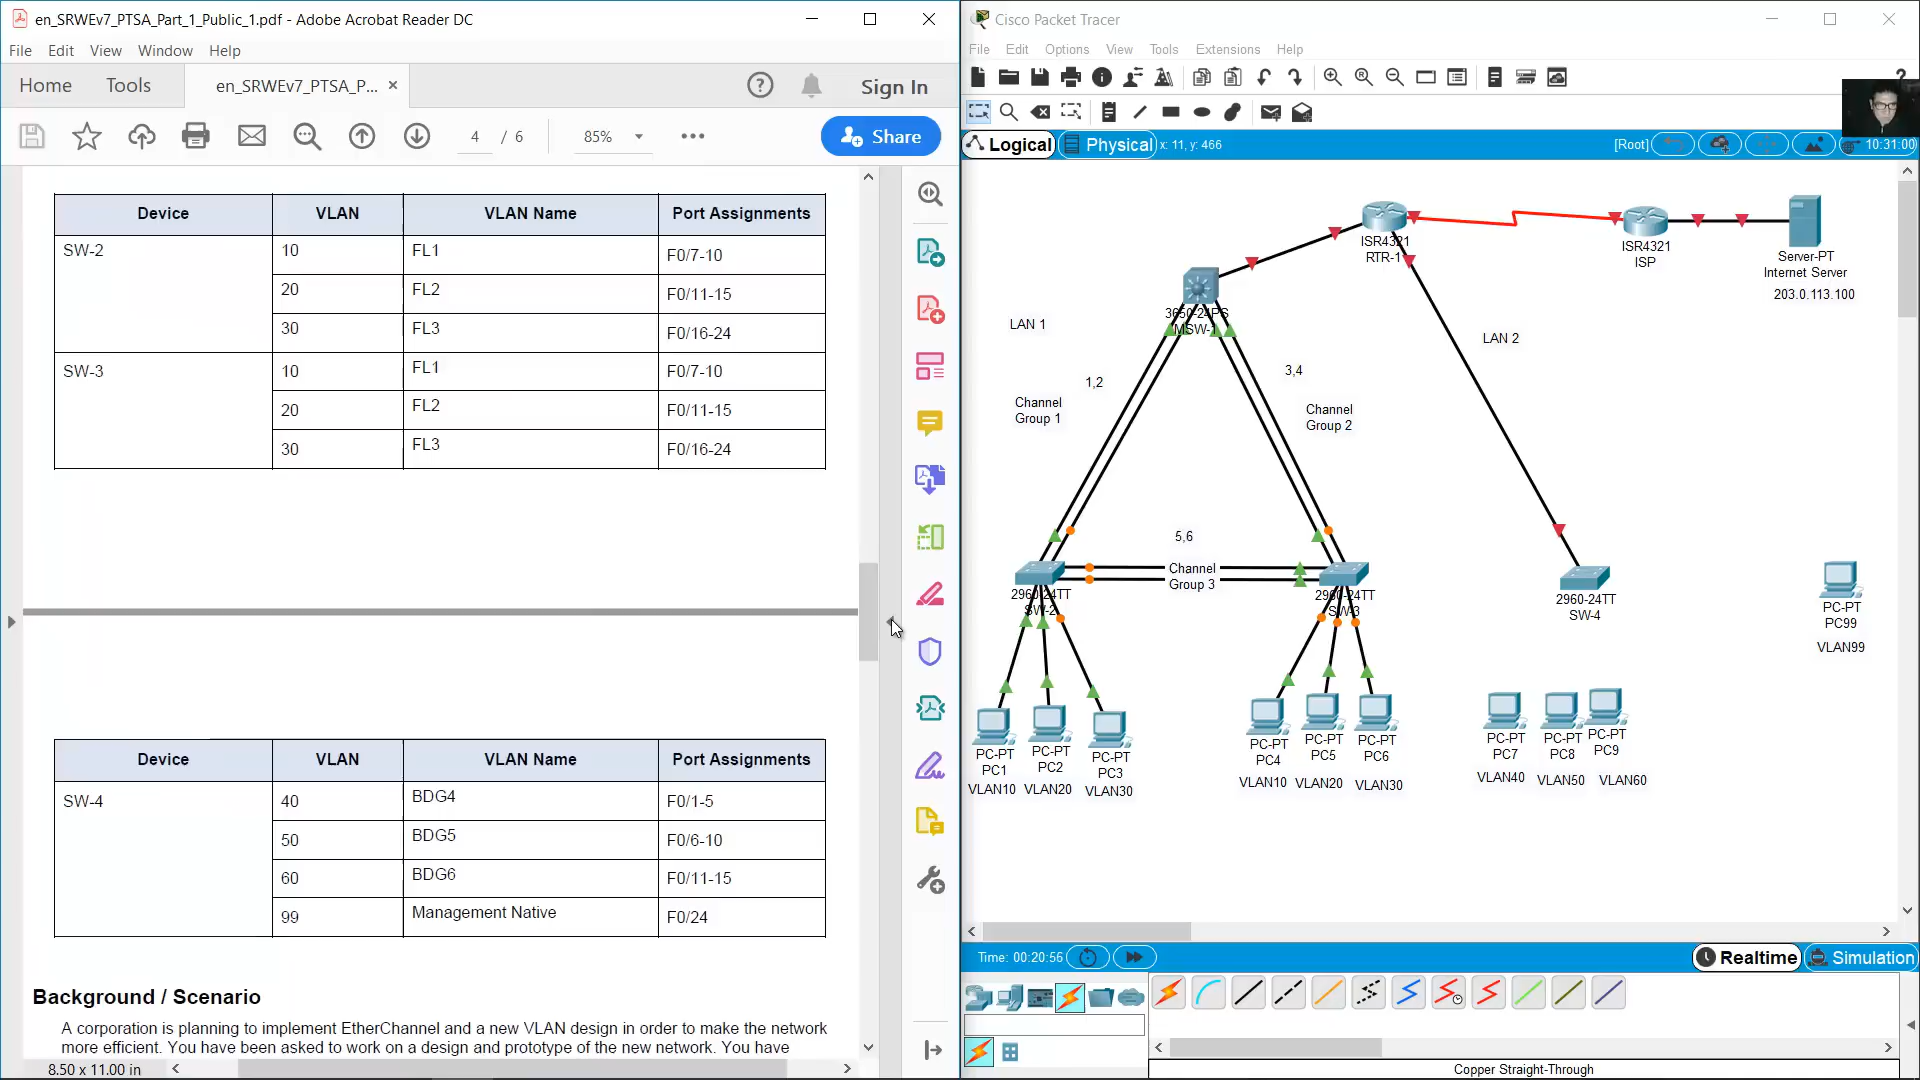 en_SRWEv7_PTSA_Part_1_Public_1.pdf - Adobe Acrobat Reader DC
File Edit View Window Help
Home Tools en_SRWEv7_PTSA_P... × Sign In
4 / 6 85% Share
Device VLAN VLAN Name Port Assignments
SW-2 10 FL1 F0/7-10
20 FL2 F0/11-15
30 FL3 F0/16-24
SW-3 10 FL1 F0/7-10
20 FL2 F0/11-15
30 FL3 F0/16-24
Device VLAN VLAN Name Port Assignments
SW-4 40 BDG4 F0/1-5
50 BDG5 F0/6-10
60 BDG6 F0/11-15
99 Management Native F0/24
Background / Scenario
A corporation is planning to implement EtherChannel and a new VLAN design in order to make the network
more efficient. You have been asked to work on a design and prototype of the new network. You have
8.50 x 11.00 in
Cisco Packet Tracer
File Edit Options View Tools Extensions Help
?
Logical Physical x: 11, y: 466 [Root] 10:31:00
ISR4321
RTR-1
ISR4321
ISP
Server-PT
Internet Server
203.0.113.100
3650-24PS
MSW-1
LAN 1
LAN 2
1,2
3,4
Channel
Group 1
Channel
Group 2
5,6
Channel
Group 3
2960-24TT
SW-2
2960-24TT
SW-3
2960-24TT
SW-4
PC-PT
PC99
VLAN99
PC-PT
PC1
VLAN10
PC-PT
PC2
VLAN20
PC-PT
PC3
VLAN30
PC-PT
PC4
VLAN10
PC-PT
PC5
VLAN20
PC-PT
PC6
VLAN30
PC-PT
PC7
VLAN40
PC-PT
PC8
VLAN50
PC-PT
PC9
VLAN60
Time: 00:20:56 Realtime Simulation
Copper Straight-Through